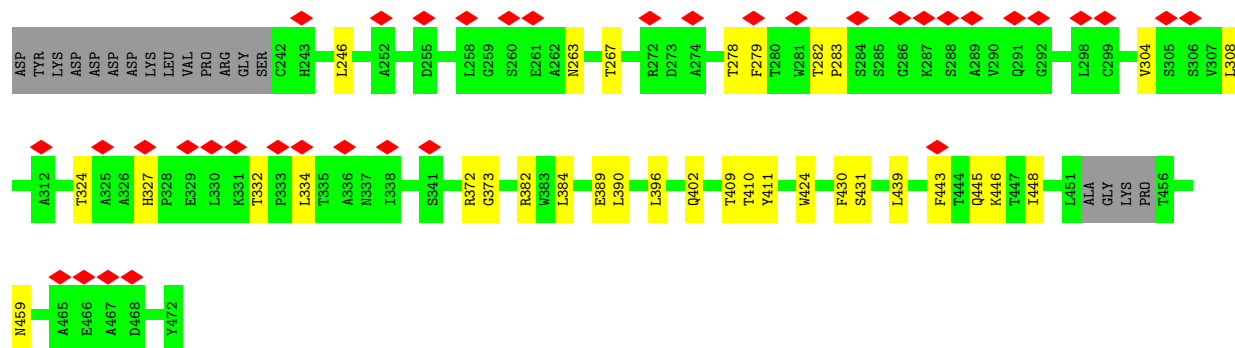 ASP TYR LYS ASP ASP ASP ASP LYS LEU VAL PRO ARG GLY SER C242 H243 L246 A252 D255 L258 G259 S260 E261 A262 N263 T267 R272 D273 A274 T278 F279 T280 W281 T282 P283 S284 S285 G286 K287 S288 A289 V290 Q291 G292 L298 C299 V304 S305 S306 V307 L308
A312 T324 A325 A326 H327 P328 E329 L330 K331 T332 P333 L334 T335 A336 N337 I338 S341 R372 G373 R382 W383 L384 E389 L390 L396 Q402 T409 T410 Y411 W424 F430 S431 L439 F443 T444 Q445 K446 T447 I448 L451 ALA GLY LYS PRO T456
N459 A465 E466 A467 D468 Y472